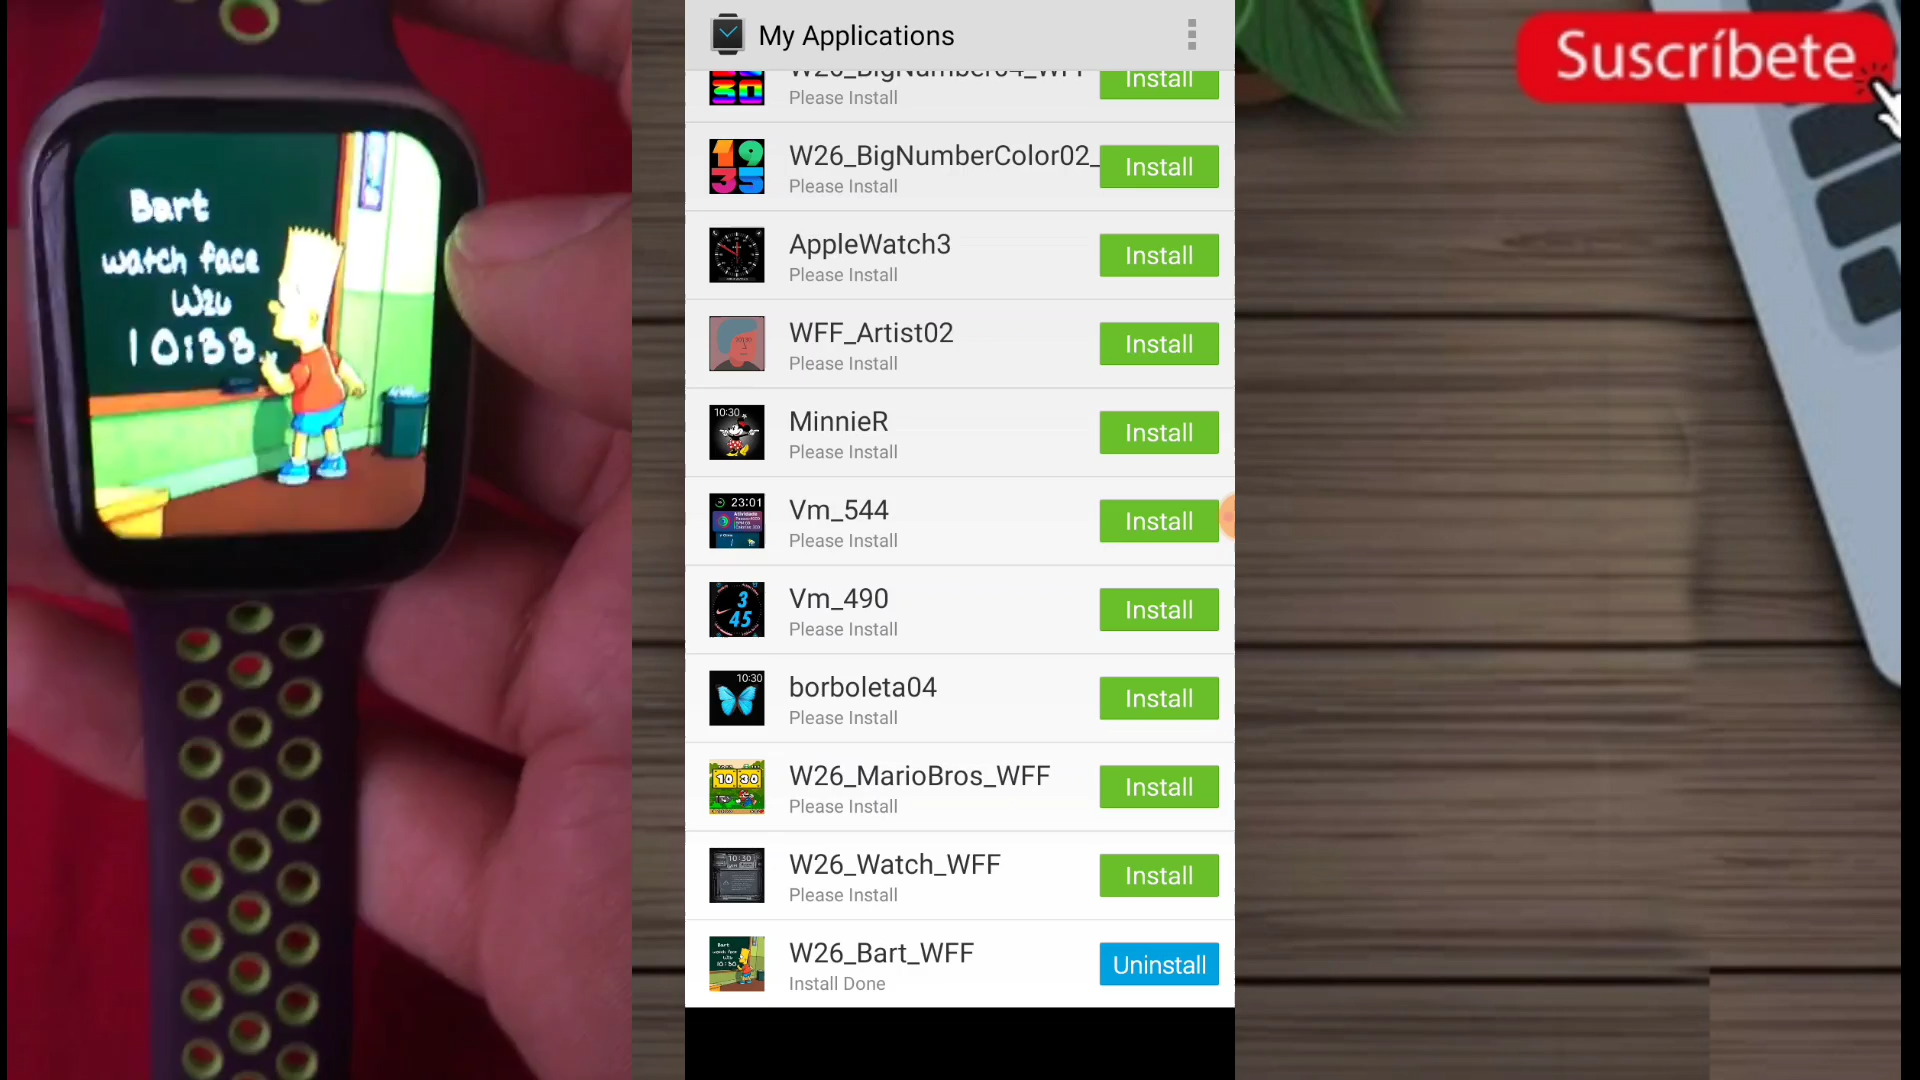 Bart
watch face
W26
10:33
My Applications
W26_BigNumber04_WFF
Please Install
Install
W26_BigNumberColor02_
Please Install
Install
AppleWatch3
Please Install
Install
WFF_Artist02
Please Install
Install
10:30
MinnieR
Please Install
Install
23:01
Vm_544
Please Install
Install
3
45
Vm_490
Please Install
Install
10:30
borboleta04
Please Install
Install
10 30
W26_MarioBros_WFF
Please Install
Install
10:30
W26_Watch_WFF
Please Install
Install
W26_Bart_WFF
Install Done
Uninstall
Suscríbete